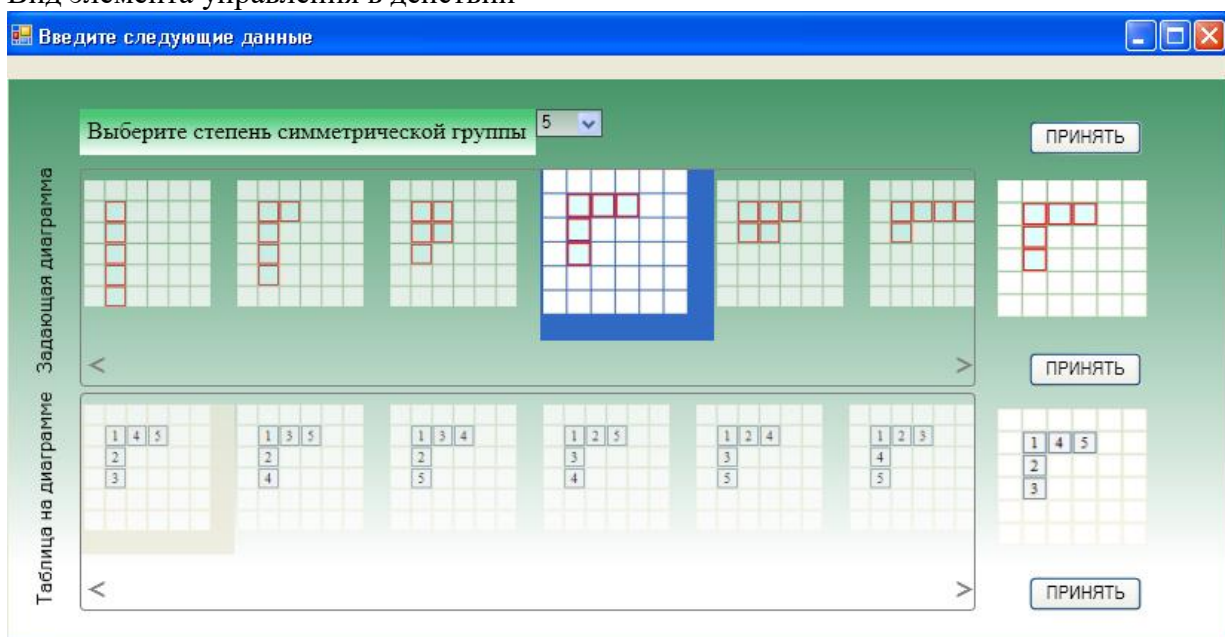 Вид элемента управления в действии
Введите следующие данные
Выберите степень симметрической группы 5
ПРИНЯТЬ
Задающая диаграмма
< >
ПРИНЯТЬ
Таблица на диаграмме
1 4 5
2
3
1 3 5
2
4
1 3 4
2
5
1 2 5
3
4
1 2 4
3
5
1 2 3
4
5
1 4 5
2
3
< >
ПРИНЯТЬ